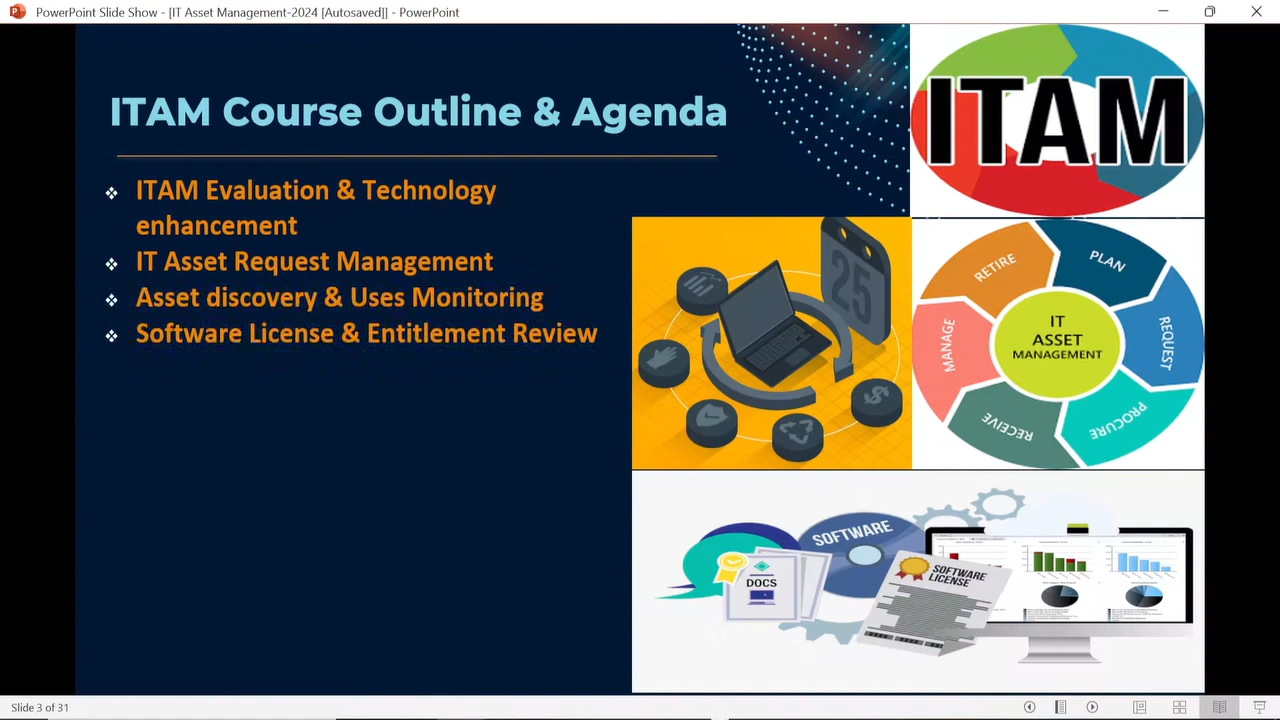 PowerPoint Slide Show - [IT Asset Management-2024 [Autosaved]] - PowerPoint
ITAM Course Outline & Agenda
ITAM Evaluation & Technology
enhancement
IT Asset Request Management
Asset discovery & Uses Monitoring
Software License & Entitlement Review
ITAM
25
RETIRE
PLAN
REQUEST
PROCURE
RECEIVE
MANAGE
IT
ASSET
MANAGEMENT
SOFTWARE
DOCS
SOFTWARE
LICENSE
Slide 3 of 31